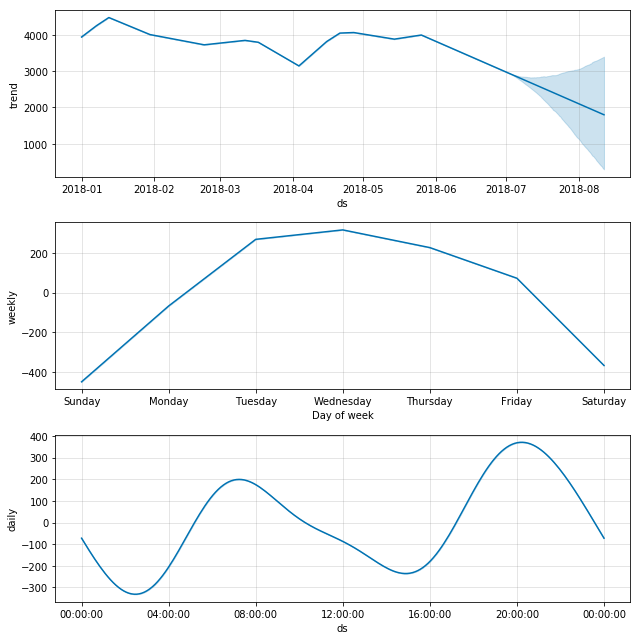 4000
3000
2000
1000
trend
2018-01 2018-02 2018-03 2018-04 2018-05 2018-06 2018-07 2018-08
ds
200
0
−200
−400
weekly
Sunday Monday Tuesday Wednesday Thursday Friday Saturday
Day of week
400
300
200
100
0
−100
−200
−300
daily
00:00:00 04:00:00 08:00:00 12:00:00 16:00:00 20:00:00 00:00:00
ds